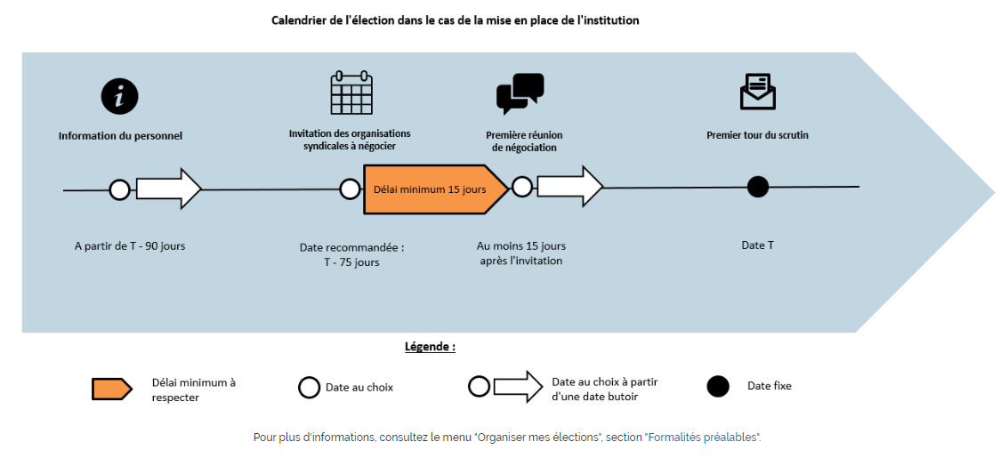 Calendrier de l'élection dans le cas de la mise en place de l'institution
Information du personnel
Invitation des organisations
syndicales à négocier
Première réunion
de négociation
Premier tour du scrutin
Délai minimum 15 jours
A partir de T - 90 jours
Date recommandée :
T - 75 jours
Au moins 15 jours
après l'invitation
Date T
Légende :
Délai minimum à
respecter
Date au choix
Date au choix à partir
d'une date butoir
Date fixe
Pour plus d'informations, consultez le menu "Organiser mes élections", section "Formalités préalables".